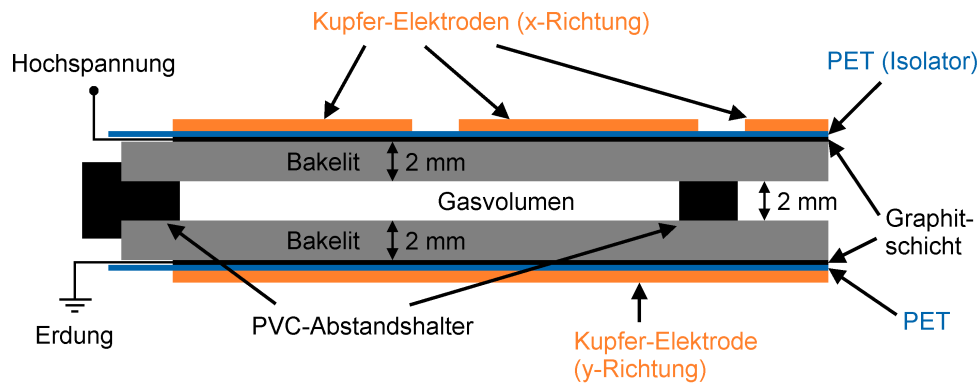 Kupfer-Elektroden (x-Richtung)
Hochspannung
PET (Isolator)
Bakelit
2 mm
Gasvolumen
2 mm
Bakelit
2 mm
Graphit-
schicht
Erdung
PVC-Abstandshalter
PET
Kupfer-Elektrode
(y-Richtung)